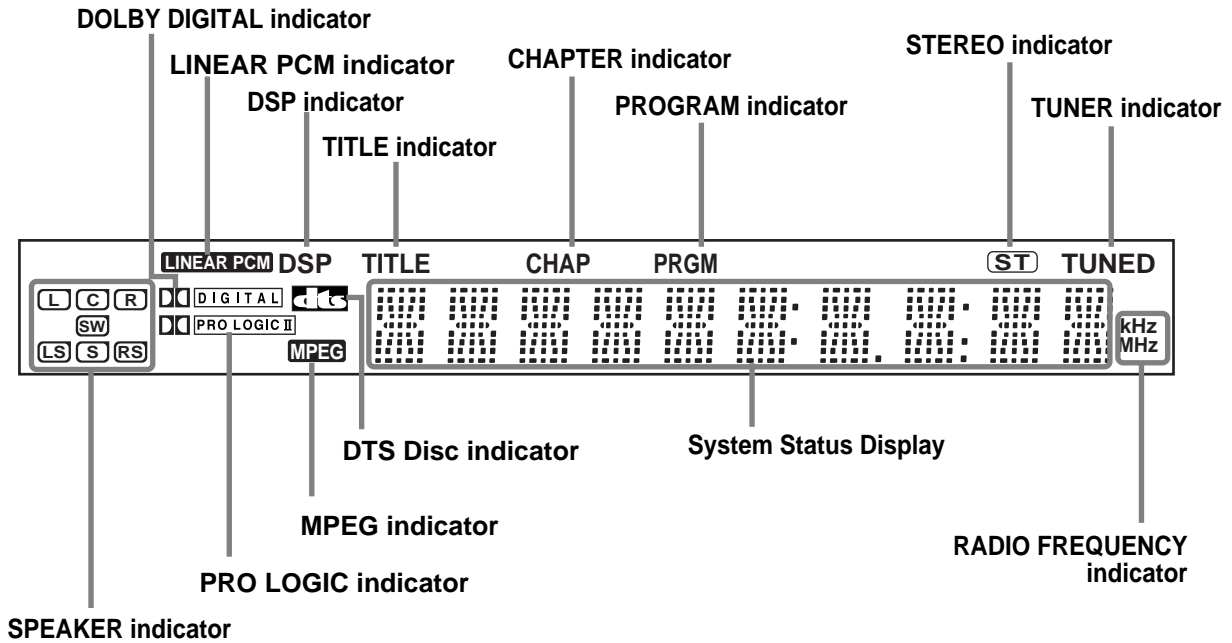 DOLBY DIGITAL indicator
LINEAR PCM indicator
DSP indicator
TITLE indicator
CHAPTER indicator
PROGRAM indicator
STEREO indicator
TUNER indicator
LINEAR PCM DSP TITLE CHAP PRGM ST TUNED
L C R DIGITAL dts
SW PRO LOGIC II
LS S RS MPEG
kHz
MHz
DTS Disc indicator
System Status Display
MPEG indicator
RADIO FREQUENCY
indicator
PRO LOGIC indicator
SPEAKER indicator